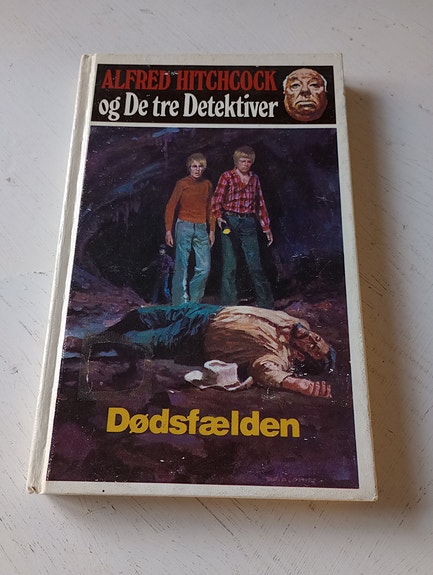 ALFRED HITCHCOCK
og De tre Detektiver
Dødsfælden